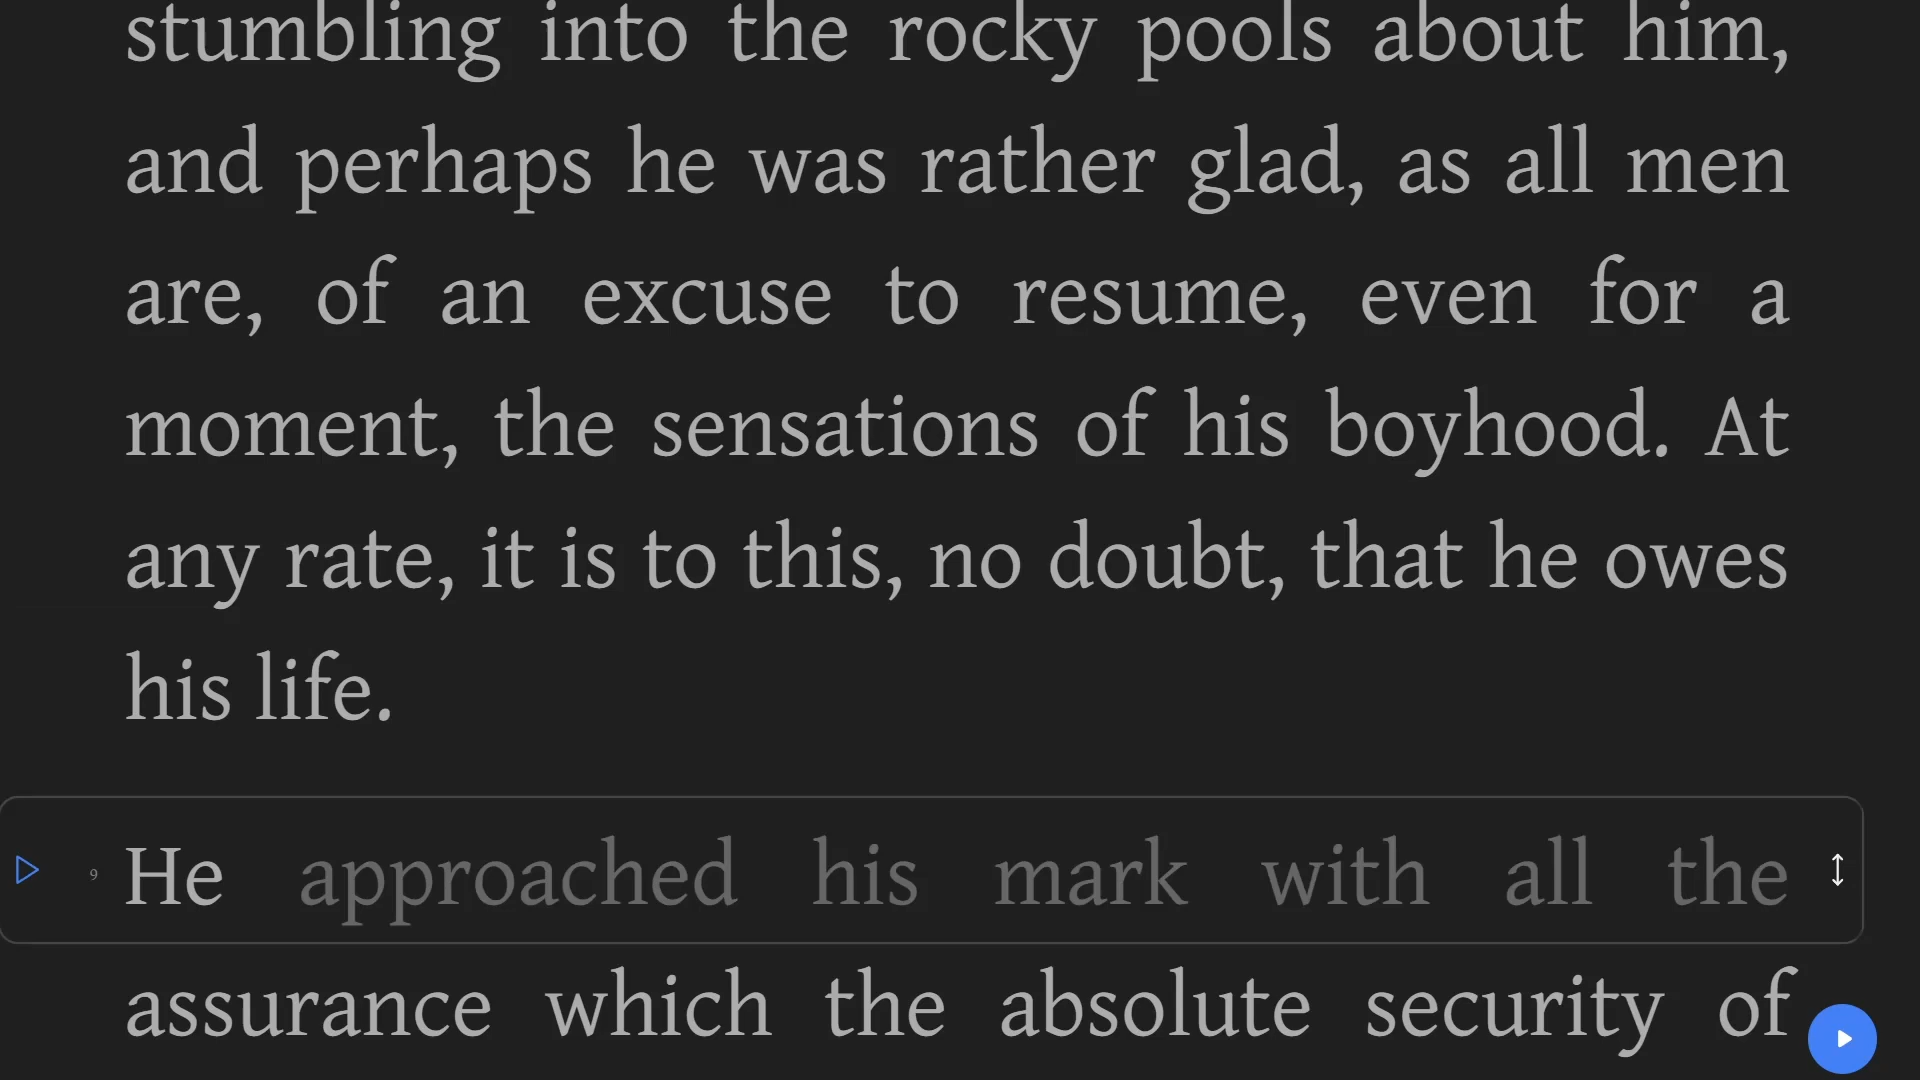 stumbling into the rocky pools about him,
and perhaps he was rather glad, as all men
are, of an excuse to resume, even for a
moment, the sensations of his boyhood. At
any rate, it is to this, no doubt, that he owes
his life.
9 He approached his mark with all the
assurance which the absolute security of